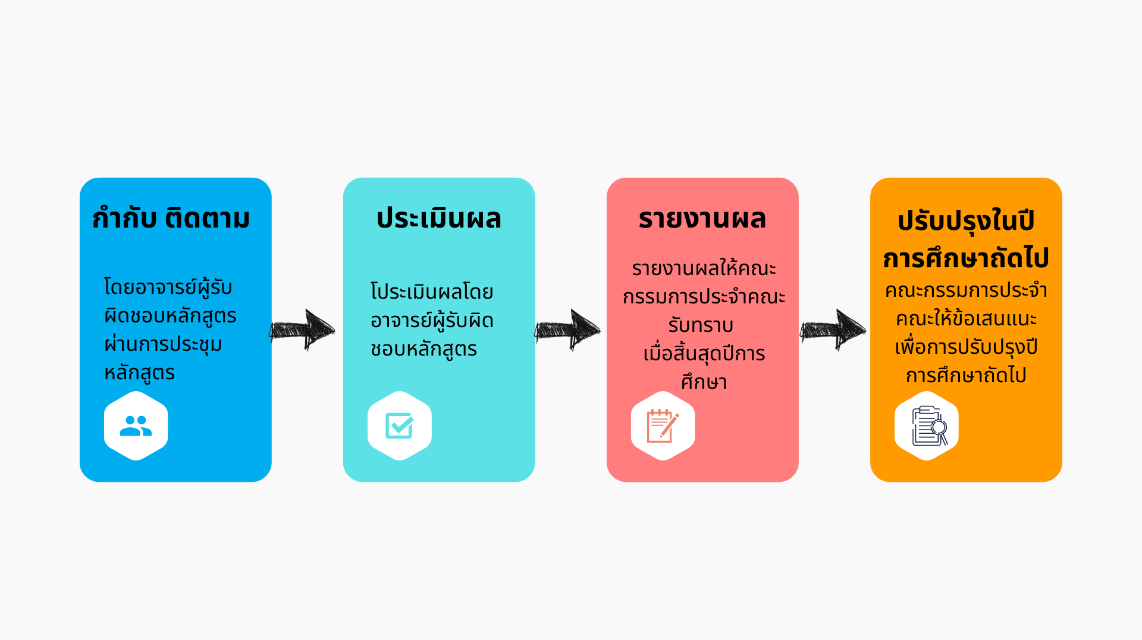 กำกับ ติดตาม
โดยอาจารย์ผู้รับ
ผิดชอบหลักสูตร
ผ่านการประชุม
หลักสูตร
ประเมินผล
โประเมินผลโดย
อาจารย์ผู้รับผิด
ชอบหลักสูตร
รายงานผล
รายงานผลให้คณะ
กรรมการประจำคณะ
รับทราบ
เมื่อสิ้นสุดปีการ
ศึกษา
ปรับปรุงในปี
การศึกษาถัดไป
คณะกรรมการประจำ
คณะให้ข้อเสนแนะ
เพื่อการปรับปรุงปี
การศึกษาถัดไป